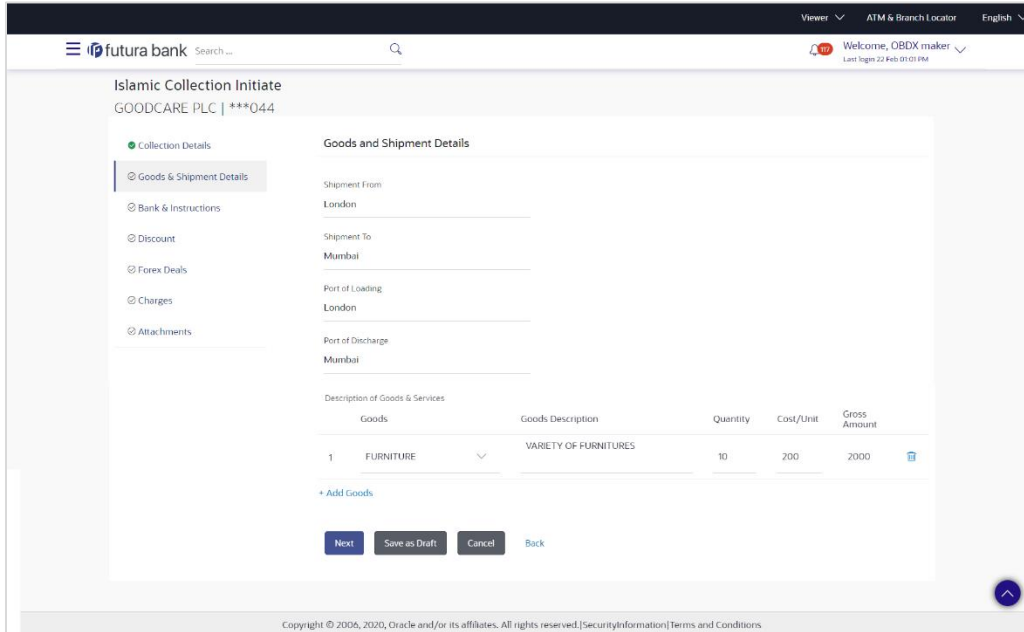 Viewer ATM & Branch Locator English
futura bank Search ... 117 Welcome, OBDX maker
Last login 22 Feb 01:01 PM
Islamic Collection Initiate
GOODCARE PLC | ***044
Collection Details
Goods & Shipment Details
Bank & Instructions
Discount
Forex Deals
Charges
Attachments
Goods and Shipment Details
Shipment From
London
Shipment To
Mumbai
Port of Loading
London
Port of Discharge
Mumbai
Description of Goods & Services
Goods Goods Description Quantity Cost/Unit Gross Amount
1 FURNITURE VARIETY OF FURNITURES 10 200 2000
+ Add Goods
Next Save as Draft Cancel Back
Copyright © 2006, 2020, Oracle and/or its affiliates. All rights reserved.|SecurityInformation|Terms and Conditions